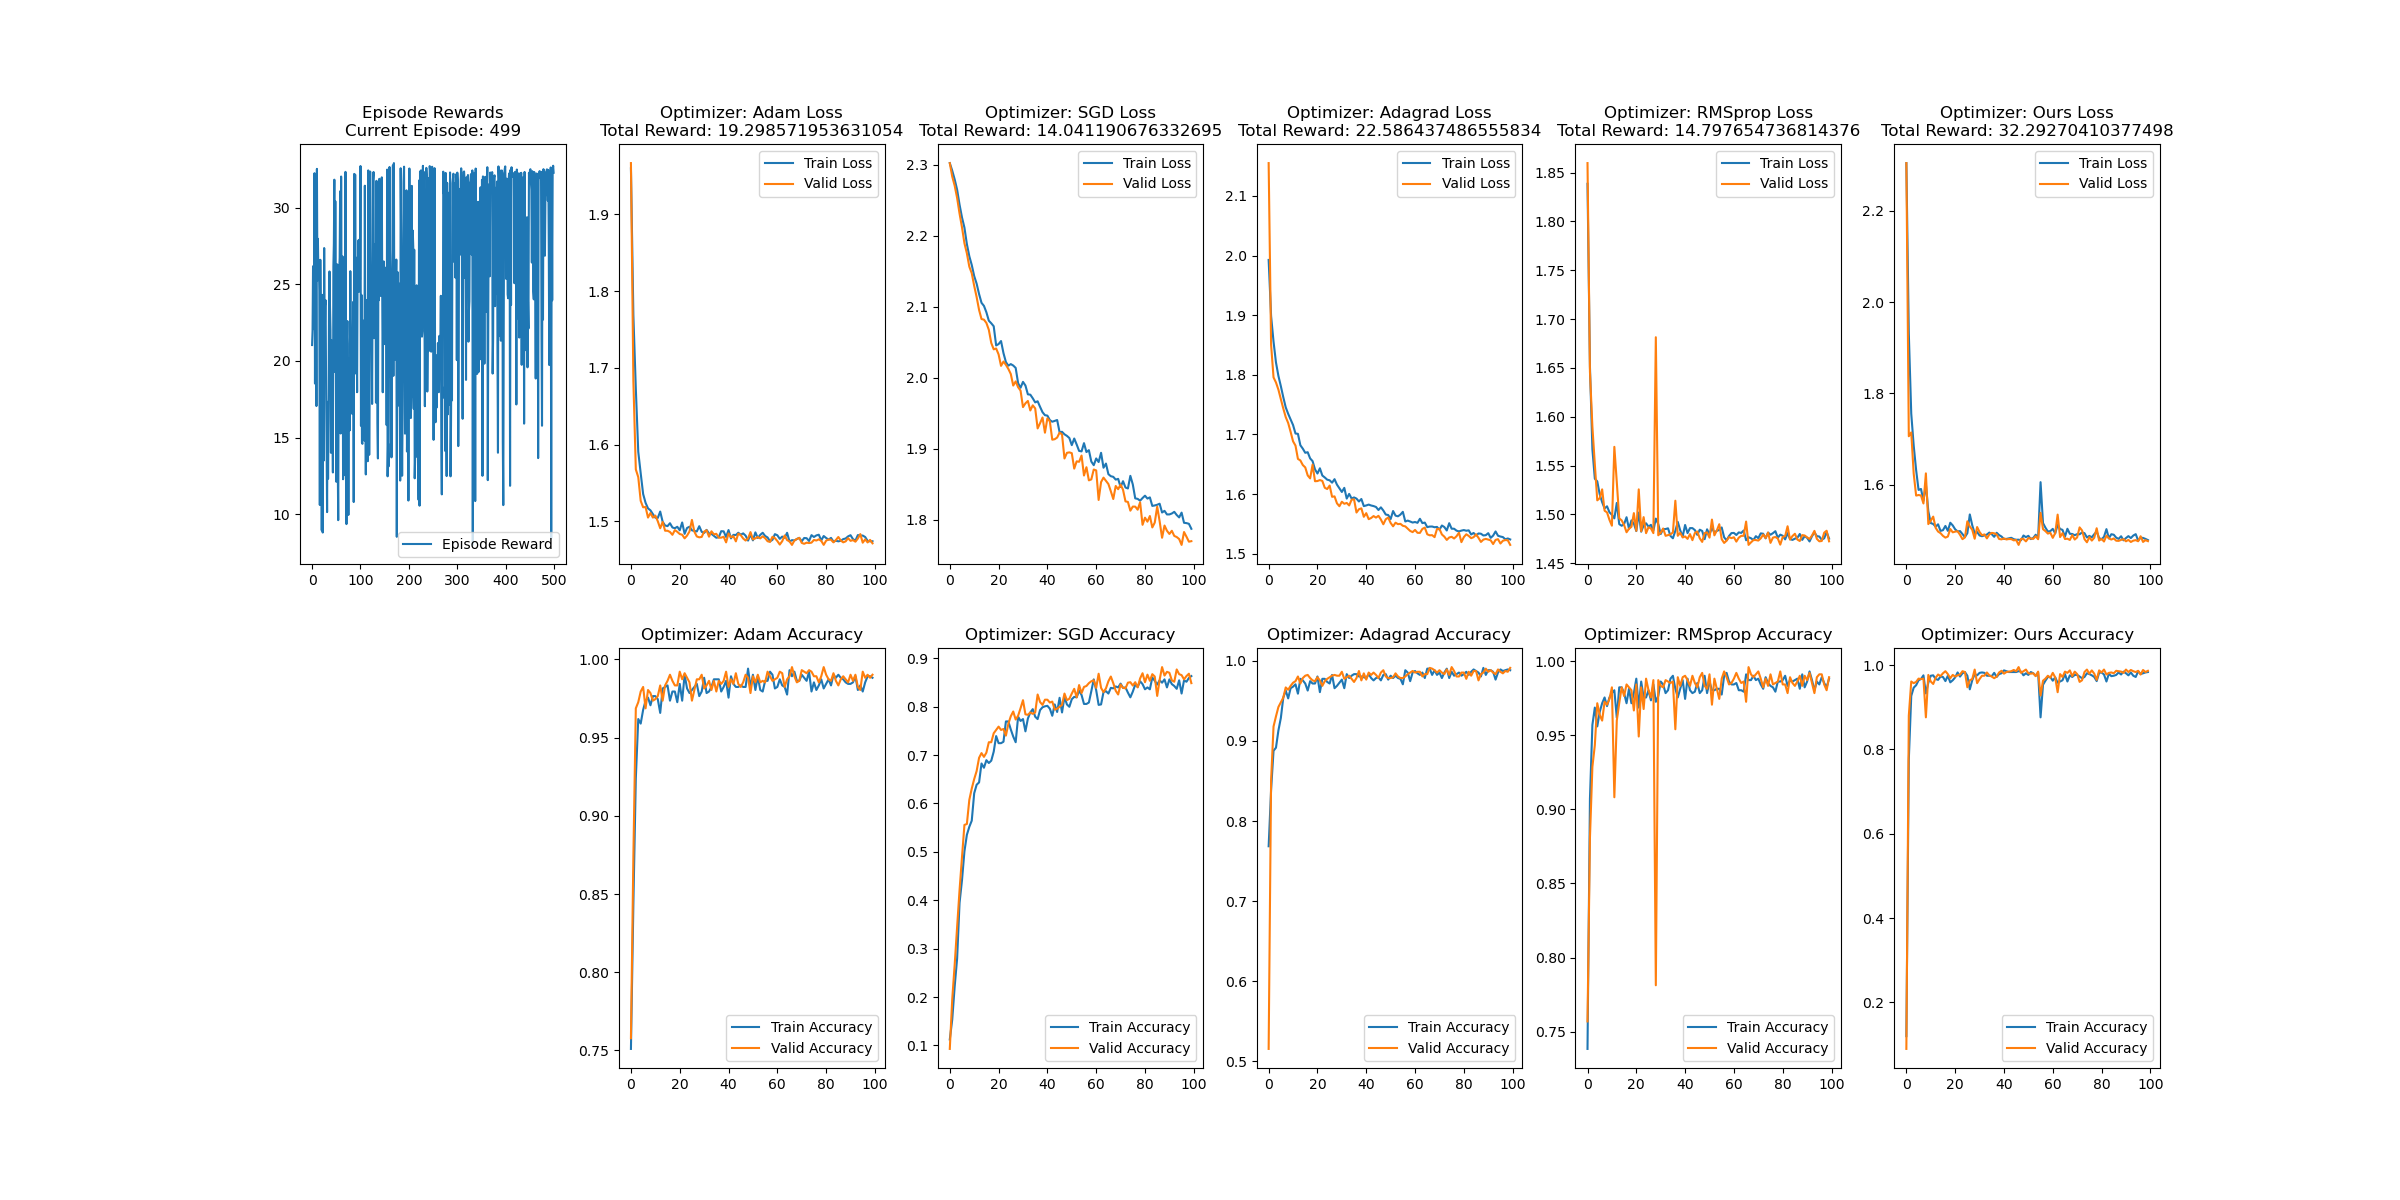 Episode Rewards
Current Episode: 499
30
25
20
15
10
Episode Reward
0 100 200 300 400 500
Optimizer: Adam Loss
Total Reward: 19.298571953631054
Train Loss
Valid Loss
1.9
1.8
1.7
1.6
1.5
0 20 40 60 80 100
Optimizer: SGD Loss
Total Reward: 14.041190676332695
Train Loss
Valid Loss
2.3
2.2
2.1
2.0
1.9
1.8
0 20 40 60 80 100
Optimizer: Adagrad Loss
Total Reward: 22.586437486555834
Train Loss
Valid Loss
2.1
2.0
1.9
1.8
1.7
1.6
1.5
0 20 40 60 80 100
Optimizer: RMSprop Loss
Total Reward: 14.797654736814376
Train Loss
Valid Loss
1.85
1.80
1.75
1.70
1.65
1.60
1.55
1.50
1.45
0 20 40 60 80 100
Optimizer: Ours Loss
Total Reward: 32.29270410377498
Train Loss
Valid Loss
2.2
2.0
1.8
1.6
0 20 40 60 80 100
Optimizer: Adam Accuracy
1.00
0.95
0.90
0.85
0.80
0.75
Train Accuracy
Valid Accuracy
0 20 40 60 80 100
Optimizer: SGD Accuracy
0.9
0.8
0.7
0.6
0.5
0.4
0.3
0.2
0.1
Train Accuracy
Valid Accuracy
0 20 40 60 80 100
Optimizer: Adagrad Accuracy
1.0
0.9
0.8
0.7
0.6
0.5
Train Accuracy
Valid Accuracy
0 20 40 60 80 100
Optimizer: RMSprop Accuracy
1.00
0.95
0.90
0.85
0.80
0.75
Train Accuracy
Valid Accuracy
0 20 40 60 80 100
Optimizer: Ours Accuracy
1.0
0.8
0.6
0.4
0.2
Train Accuracy
Valid Accuracy
0 20 40 60 80 100